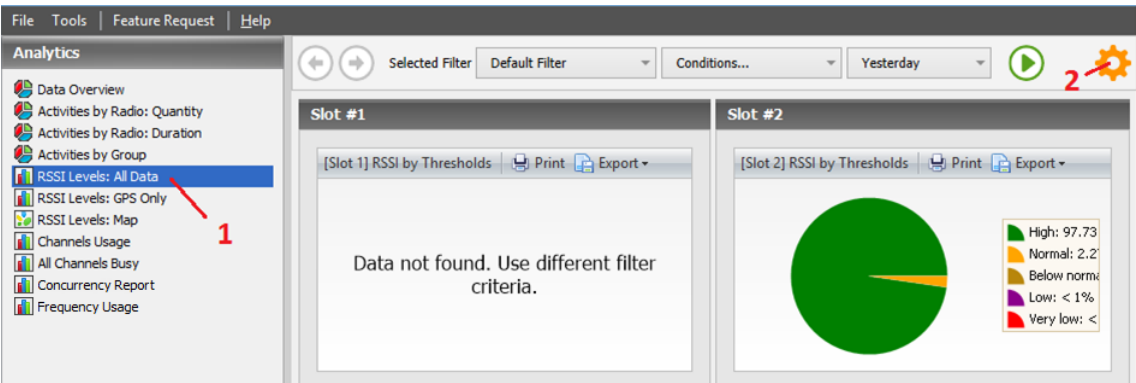 File Tools Feature Request Help
Analytics
Data Overview
Activities by Radio: Quantity
Activities by Radio: Duration
Activities by Group
RSSI Levels: All Data
RSSI Levels: GPS Only
RSSI Levels: Map
Channels Usage
All Channels Busy
Concurrency Report
Frequency Usage
1
Selected Filter Default Filter Conditions... Yesterday
2
Slot #1
[Slot 1] RSSI by Thresholds Print Export
Data not found. Use different filter
criteria.
Slot #2
[Slot 2] RSSI by Thresholds Print Export
High: 97.73
Normal: 2.2
Below norma
Low: < 1%
Very low: <